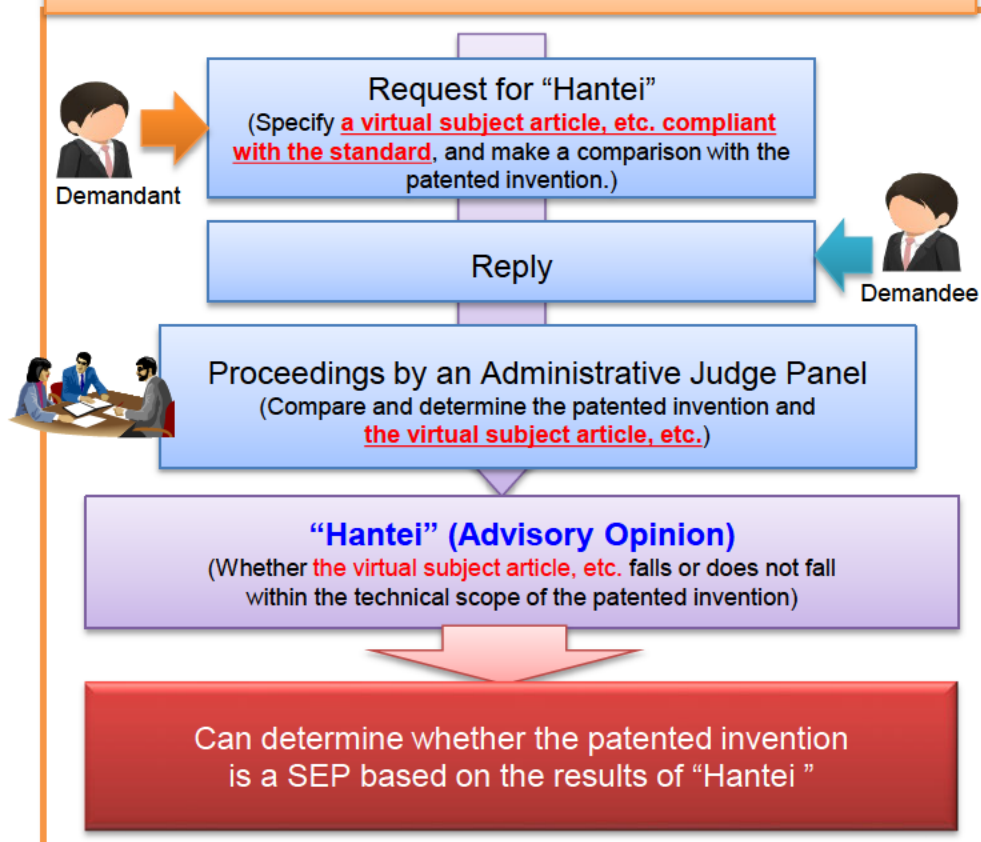 Request for “Hantei”
(Specify a virtual subject article, etc. compliant
with the standard, and make a comparison with the
patented invention.)
Demandant
Reply
Demandee
Proceedings by an Administrative Judge Panel
(Compare and determine the patented invention and
the virtual subject article, etc.)
“Hantei” (Advisory Opinion)
(Whether the virtual subject article, etc. falls or does not fall
within the technical scope of the patented invention)
Can determine whether the patented invention
is a SEP based on the results of “Hantei ”